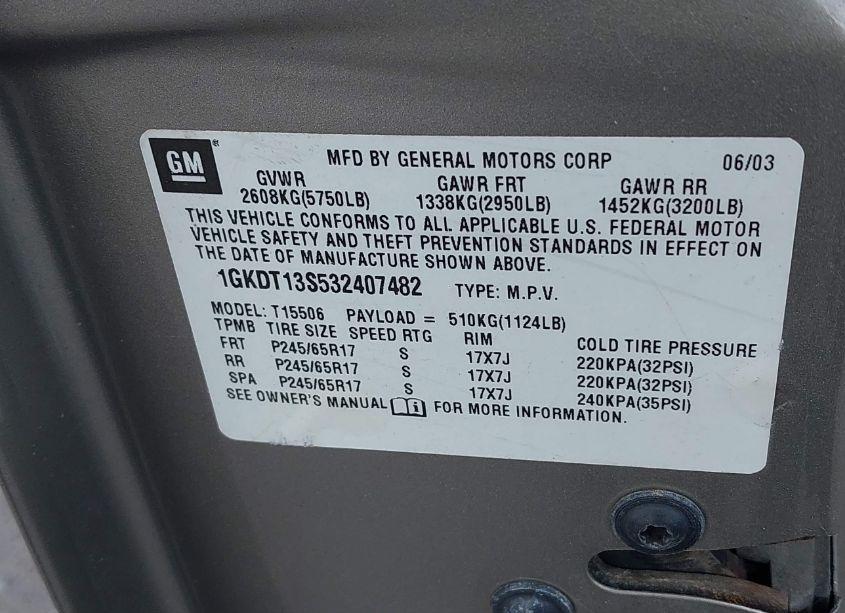 GM ® MFD BY GENERAL MOTORS CORP 06/03
GVWR GAWR FRT GAWR RR
2608KG(5750LB) 1338KG(2950LB) 1452KG(3200LB)
THIS VEHICLE CONFORMS TO ALL APPLICABLE U.S. FEDERAL MOTOR
VEHICLE SAFETY AND THEFT PREVENTION STANDARDS IN EFFECT ON
THE DATE OF MANUFACTURE SHOWN ABOVE.
1GKDT13S532407482 TYPE: M.P.V.
MODEL: T15506 PAYLOAD = 510KG(1124LB)
TPMB TIRE SIZE SPEED RTG RIM COLD TIRE PRESSURE
FRT P245/65R17 S 17X7J 220KPA(32PSI)
RR P245/65R17 S 17X7J 220KPA(32PSI)
SPA P245/65R17 S 17X7J 240KPA(35PSI)
SEE OWNER'S MANUAL FOR MORE INFORMATION.